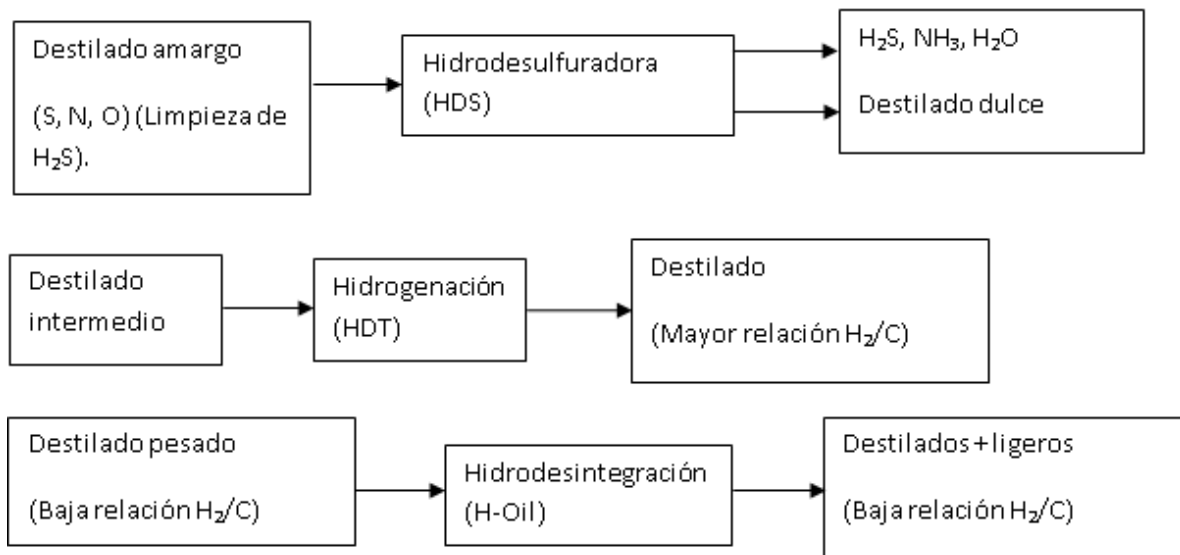 Destilado amargo
(S, N, O) (Limpieza de
H₂S).
Hidrodesulfuradora
(HDS)
H₂S, NH₃, H₂O
Destilado dulce
Destilado
intermedio
Hidrogenación
(HDT)
Destilado
(Mayor relación H₂/C)
Destilado pesado
(Baja relación H₂/C)
Hidrodesintegración
(H-Oil)
Destilados + ligeros
(Baja relación H₂/C)